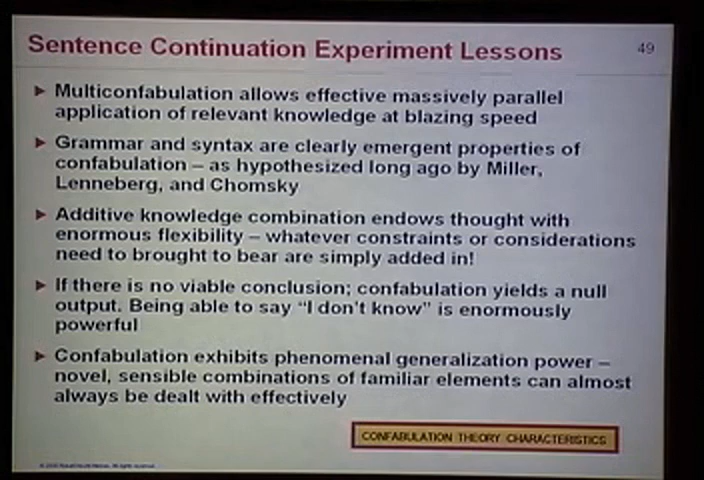 Sentence Continuation Experiment Lessons
49
Multiconfabulation allows effective massively parallel
application of relevant knowledge at blazing speed
Grammar and syntax are clearly emergent properties of
confabulation – as hypothesized long ago by Miller,
Lenneberg, and Chomsky
Additive knowledge combination endows thought with
enormous flexibility – whatever constraints or considerations
need to brought to bear are simply added in!
If there is no viable conclusion; confabulation yields a null
output. Being able to say “I don't know” is enormously
powerful
Confabulation exhibits phenomenal generalization power –
novel, sensible combinations of familiar elements can almost
always be dealt with effectively
CONFABULATION THEORY CHARACTERISTICS